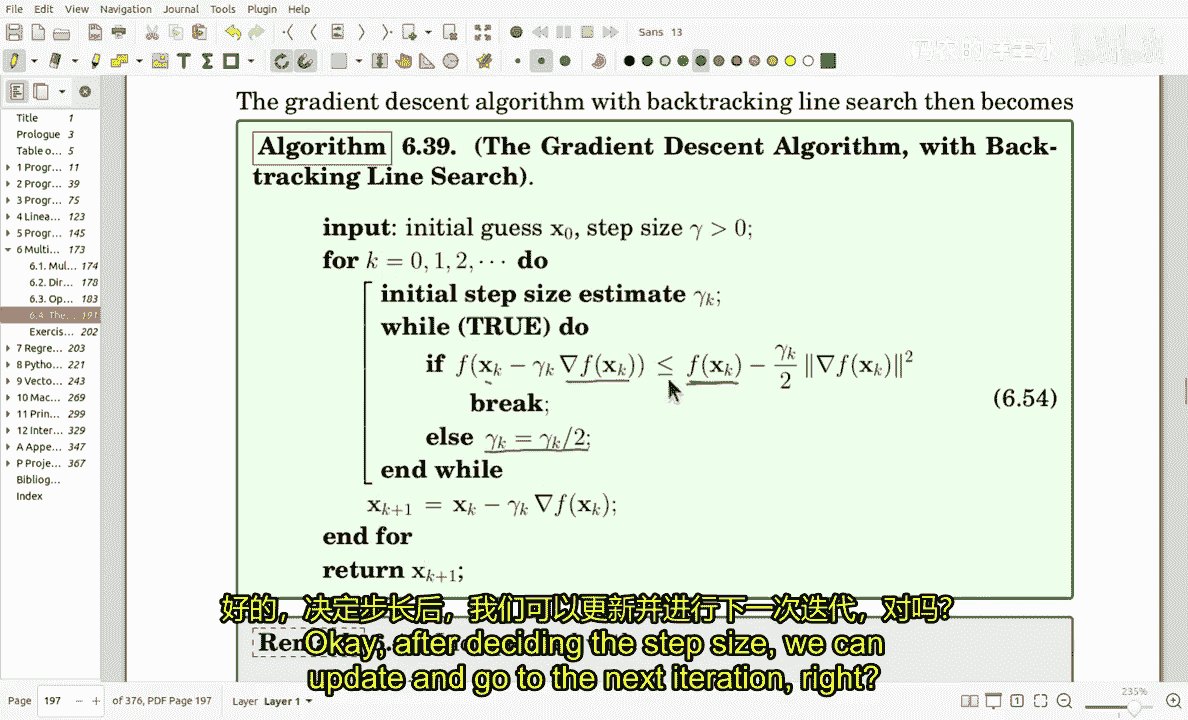 File Edit View Navigation Journal Tools Plugin Help
Sans 13
Title 1
Prologue 3
Table o... 5
1 Progr... 11
2 Progr... 39
3 Progr... 75
4 Linea... 123
5 Progr... 145
6 Multi... 173
6.1. Mul... 174
6.2. Dir... 178
6.3. Op... 183
6.4. The... 191
Exercis... 202
7 Regre... 203
8 Pytho... 221
9 Vecto... 243
10 Mac... 269
11 Prin... 299
12 Inter... 329
A Appe... 347
P Proje... 367
Bibliog...
Index
The gradient descent algorithm with backtracking line search then becomes
Algorithm 6.39. (The Gradient Descent Algorithm, with Back-
tracking Line Search).
input: initial guess x₀, step size γ > 0;
for k = 0, 1, 2, ··· do
initial step size estimate γₖ;
while (TRUE) do
if f(xₖ − γₖ ∇f(xₖ)) ≤ f(xₖ) − γₖ/2 ‖∇f(xₖ)‖²
break;
(6.54)
else γₖ = γₖ/2;
end while
xₖ₊₁ = xₖ − γₖ ∇f(xₖ);
end for
return xₖ₊₁;
好的，决定步长后，我们可以更新并进行下一次迭代，对吗？
Okay, after deciding the step size, we can
update and go to the next iteration, right?
Page 197 of 376, PDF Page 197 Layer Layer 1 235%